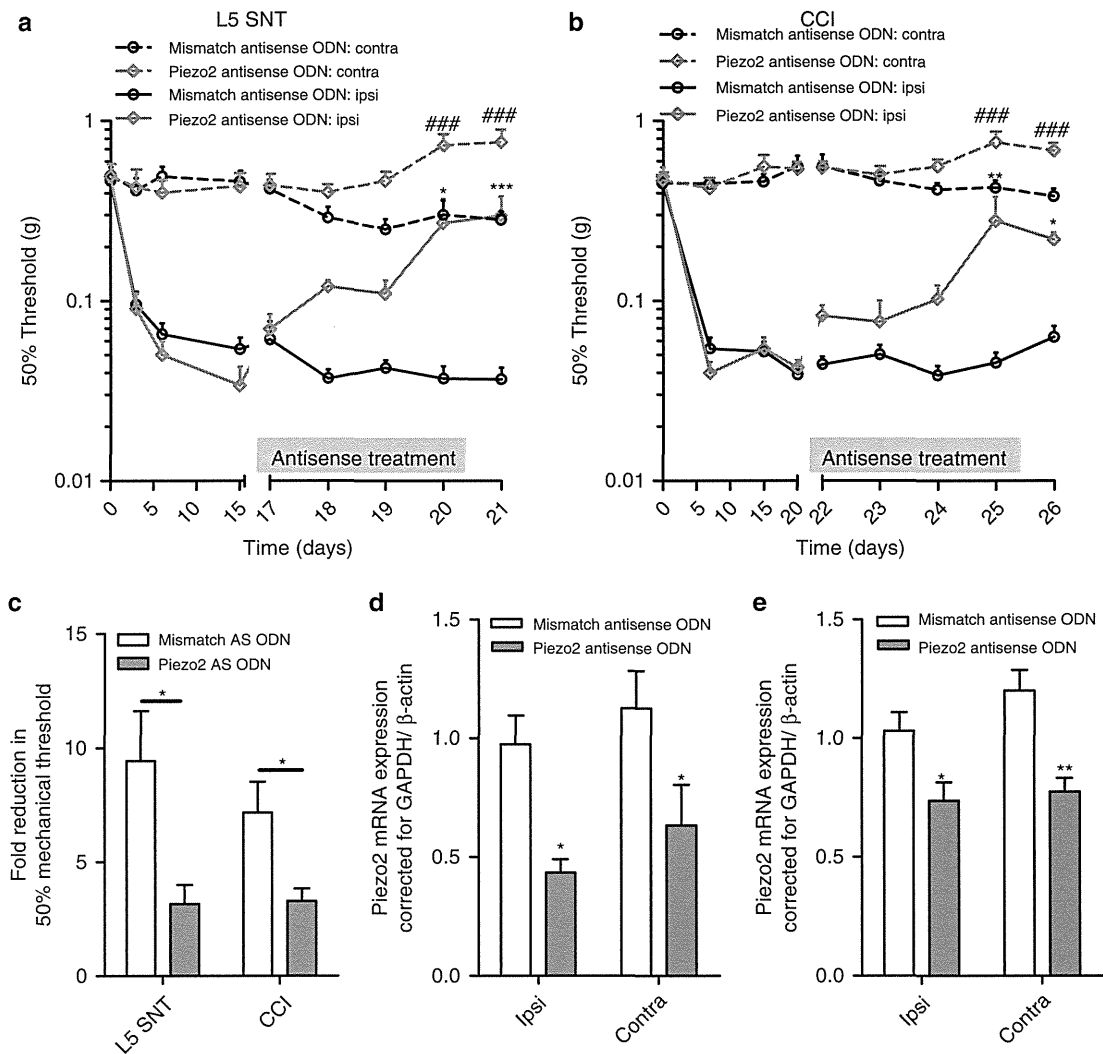 a
L5 SNT
Mismatch antisense ODN: contra
Piezo2 antisense ODN: contra
Mismatch antisense ODN: ipsi
Piezo2 antisense ODN: ipsi
###
###
*
***
50% Threshold (g)
1
0.1
0.01
Antisense treatment
0 5 10 15 17 18 19 20 21
Time (days)
b
CCI
Mismatch antisense ODN: contra
Piezo2 antisense ODN: contra
Mismatch antisense ODN: ipsi
Piezo2 antisense ODN: ipsi
###
###
**
*
50% Threshold (g)
1
0.1
0.01
Antisense treatment
0 5 10 15 20 22 23 24 25 26
Time (days)
c
Mismatch AS ODN
Piezo2 AS ODN
*
*
Fold reduction in
50% mechanical threshold
15
10
5
0
L5 SNT
CCI
d
Mismatch antisense ODN
Piezo2 antisense ODN
*
*
Piezo2 mRNA expression
corrected for GAPDH/ β-actin
1.5
1.0
0.5
0.0
Ipsi
Contra
e
Mismatch antisense ODN
Piezo2 antisense ODN
*
**
Piezo2 mRNA expression
corrected for GAPDH/ β-actin
1.5
1.0
0.5
0.0
Ipsi
Contra